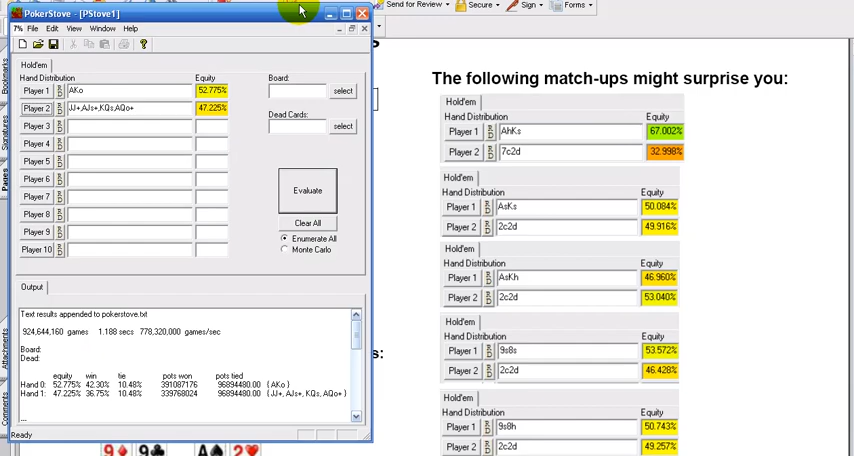 PokerStove - [PStove1]
File Edit View Window Help
Hold'em
Hand Distribution Equity Board:
Player 1 AKo 52.775% select
Player 2 JJ+,AJs+,KQs,AQo+ 47.225%
Dead Cards:
Player 3 select
Player 4
Player 5
Player 6
Player 7 Evaluate
Player 8
Player 9 Clear All
Player 10 Enumerate All
Monte Carlo
Output
Text results appended to pokerstove.txt
924,644,160 games 1.188 secs 778,320,000 games/sec
Board:
Dead:
equity win tie pots won pots tied
Hand 0: 52.775% 42.30% 10.48% 391087176 96894480.00 { AKo }
Hand 1: 47.225% 36.75% 10.48% 339768024 96894480.00 { JJ+, AJs+, KQs, AQo+ }
...
Ready
Send for Review Secure Sign Forms
Bookmarks
Signatures
Pages
Attachments
Comments
s:
9♦ 9♣ A♠ 2♥
The following match-ups might surprise you:
Hold'em
Hand Distribution Equity
Player 1 AhKs 67.002%
Player 2 7c2d 32.998%
Hold'em
Hand Distribution Equity
Player 1 AsKs 50.084%
Player 2 2c2d 49.916%
Hold'em
Hand Distribution Equity
Player 1 AsKh 46.960%
Player 2 2c2d 53.040%
Hold'em
Hand Distribution Equity
Player 1 9s8s 53.572%
Player 2 2c2d 46.428%
Hold'em
Hand Distribution Equity
Player 1 9s8h 50.743%
Player 2 2c2d 49.257%